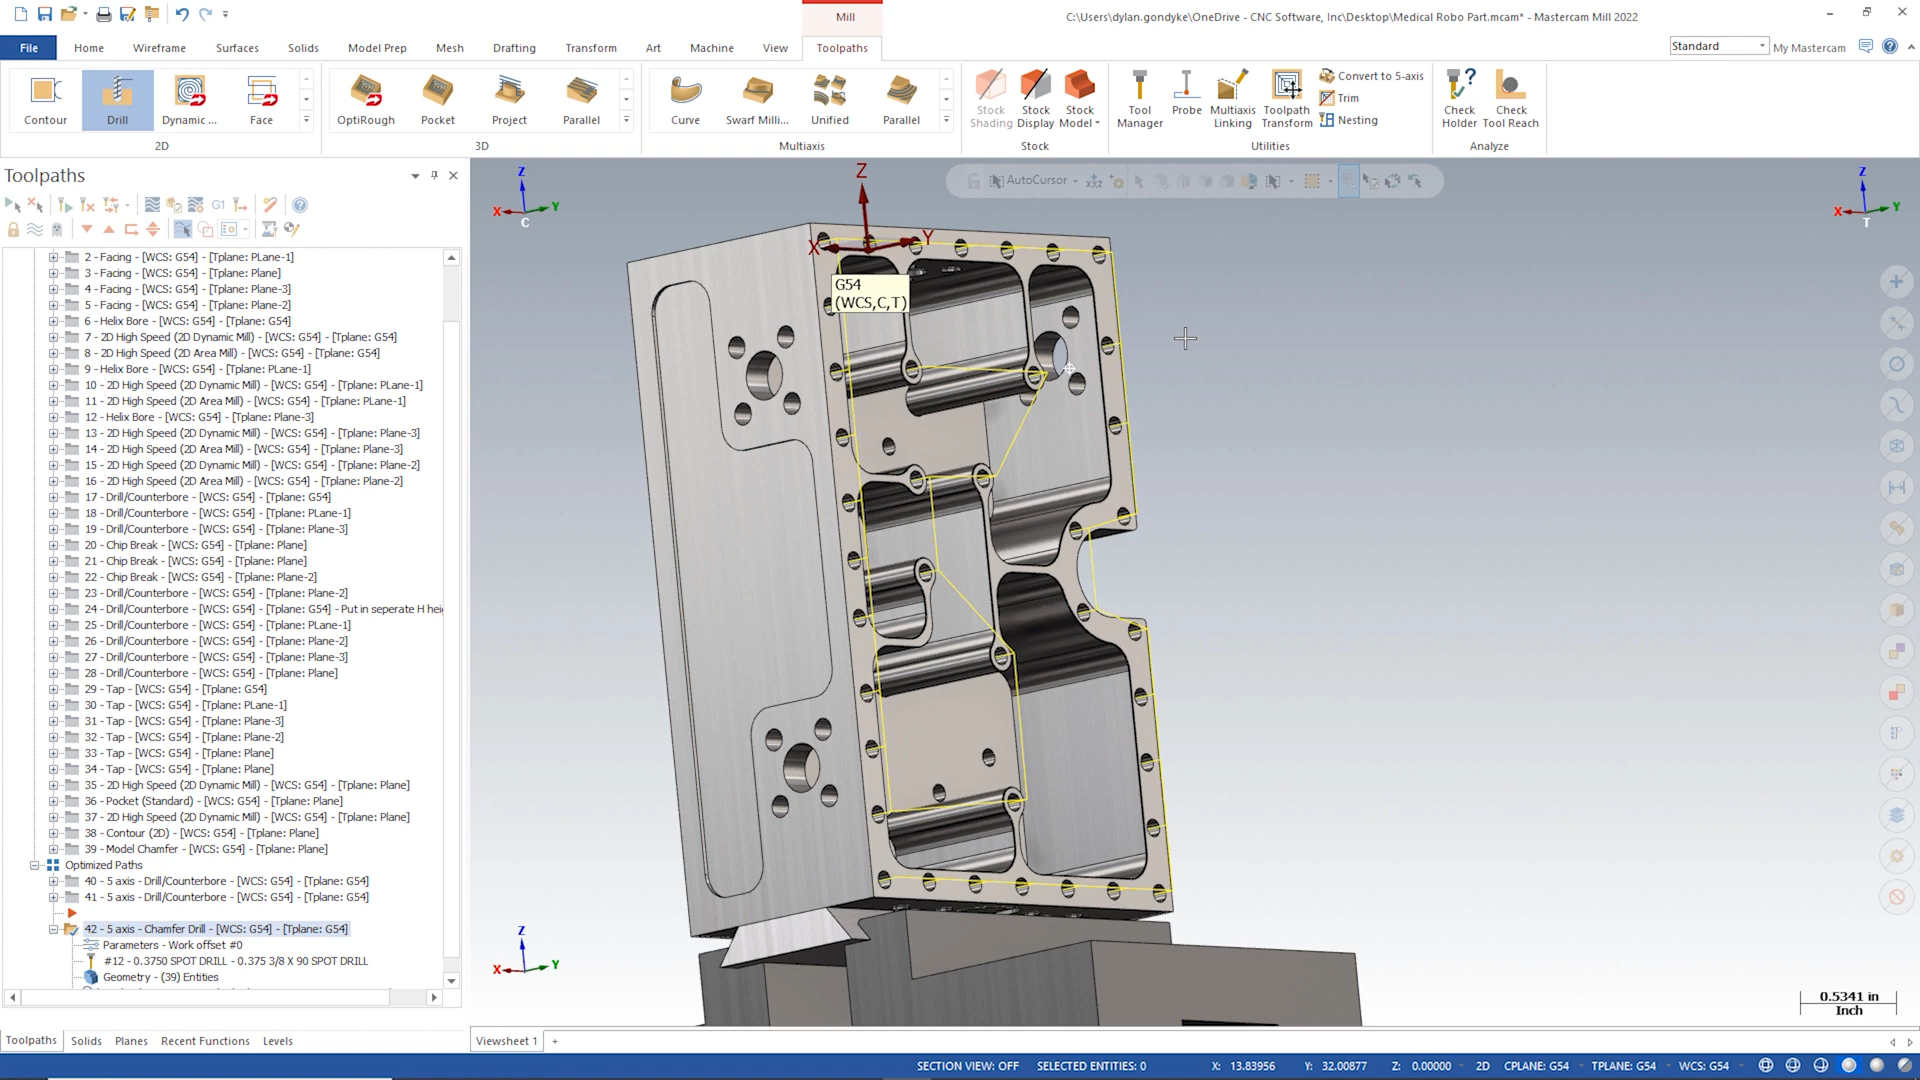 Mill
C:\Users\dylan.gondyke\OneDrive - CNC Software, Inc\Desktop\Medical Robo Part.mcam* - Mastercam Mill 2022
File Home Wireframe Surfaces Solids Model Prep Mesh Drafting Transform Art Machine View Toolpaths
Standard My Mastercam
Contour Drill Dynamic ... Face
OptiRough Pocket Project Parallel
Curve Swarf Milli... Unified Parallel
Stock Shading Stock Display Stock Model
Tool Manager Probe Multiaxis Linking Toolpath Transform
Convert to 5-axis
Trim
Nesting
Check Holder Check Tool Reach
2D 3D Multiaxis Stock Utilities Analyze
Toolpaths
G1
2 - Facing - [WCS: G54] - [Tplane: PLane-1]
3 - Facing - [WCS: G54] - [Tplane: Plane]
4 - Facing - [WCS: G54] - [Tplane: Plane-3]
5 - Facing - [WCS: G54] - [Tplane: Plane-2]
6 - Helix Bore - [WCS: G54] - [Tplane: G54]
7 - 2D High Speed (2D Dynamic Mill) - [WCS: G54] - [Tplane: G54]
8 - 2D High Speed (2D Area Mill) - [WCS: G54] - [Tplane: G54]
9 - Helix Bore - [WCS: G54] - [Tplane: PLane-1]
10 - 2D High Speed (2D Dynamic Mill) - [WCS: G54] - [Tplane: PLane-1]
11 - 2D High Speed (2D Area Mill) - [WCS: G54] - [Tplane: PLane-1]
12 - Helix Bore - [WCS: G54] - [Tplane: Plane-3]
13 - 2D High Speed (2D Dynamic Mill) - [WCS: G54] - [Tplane: Plane-3]
14 - 2D High Speed (2D Area Mill) - [WCS: G54] - [Tplane: Plane-3]
15 - 2D High Speed (2D Dynamic Mill) - [WCS: G54] - [Tplane: Plane-2]
16 - 2D High Speed (2D Area Mill) - [WCS: G54] - [Tplane: Plane-2]
17 - Drill/Counterbore - [WCS: G54] - [Tplane: G54]
18 - Drill/Counterbore - [WCS: G54] - [Tplane: PLane-1]
19 - Drill/Counterbore - [WCS: G54] - [Tplane: Plane-3]
20 - Chip Break - [WCS: G54] - [Tplane: Plane]
21 - Chip Break - [WCS: G54] - [Tplane: Plane]
22 - Chip Break - [WCS: G54] - [Tplane: Plane-2]
23 - Drill/Counterbore - [WCS: G54] - [Tplane: Plane-2]
24 - Drill/Counterbore - [WCS: G54] - [Tplane: G54] - Put in seperate H hei
25 - Drill/Counterbore - [WCS: G54] - [Tplane: PLane-1]
26 - Drill/Counterbore - [WCS: G54] - [Tplane: Plane-2]
27 - Drill/Counterbore - [WCS: G54] - [Tplane: Plane-3]
28 - Drill/Counterbore - [WCS: G54] - [Tplane: Plane]
29 - Tap - [WCS: G54] - [Tplane: G54]
30 - Tap - [WCS: G54] - [Tplane: PLane-1]
31 - Tap - [WCS: G54] - [Tplane: Plane-3]
32 - Tap - [WCS: G54] - [Tplane: Plane-2]
33 - Tap - [WCS: G54] - [Tplane: Plane]
34 - Tap - [WCS: G54] - [Tplane: Plane]
35 - 2D High Speed (2D Dynamic Mill) - [WCS: G54] - [Tplane: Plane]
36 - Pocket (Standard) - [WCS: G54] - [Tplane: Plane]
37 - 2D High Speed (2D Dynamic Mill) - [WCS: G54] - [Tplane: Plane]
38 - Contour (2D) - [WCS: G54] - [Tplane: Plane]
39 - Model Chamfer - [WCS: G54] - [Tplane: Plane]
Optimized Paths
40 - 5 axis - Drill/Counterbore - [WCS: G54] - [Tplane: G54]
41 - 5 axis - Drill/Counterbore - [WCS: G54] - [Tplane: G54]
42 - 5 axis - Chamfer Drill - [WCS: G54] - [Tplane: G54]
Parameters - Work offset #0
#12 - 0.3750 SPOT DRILL - 0.375 3/8 X 90 SPOT DRILL
Geometry - (39) Entities
Toolpaths Solids Planes Recent Functions Levels
AutoCursor
Z
X Y
C
Z
X Y
T
Z
X Y
G54
(WCS,C,T)
Z
X Y
0.5341 in
Inch
Viewsheet 1 +
SECTION VIEW: OFF SELECTED ENTITIES: 0 X: 13.83956 Y: 32.00877 Z: 0.00000 2D CPLANE: G54 TPLANE: G54 WCS: G54